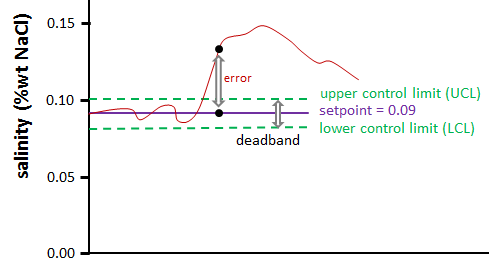 salinity (%wt NaCl)
0.15
0.10
0.05
0.00
error
upper control limit (UCL)
setpoint = 0.09
lower control limit (LCL)
deadband